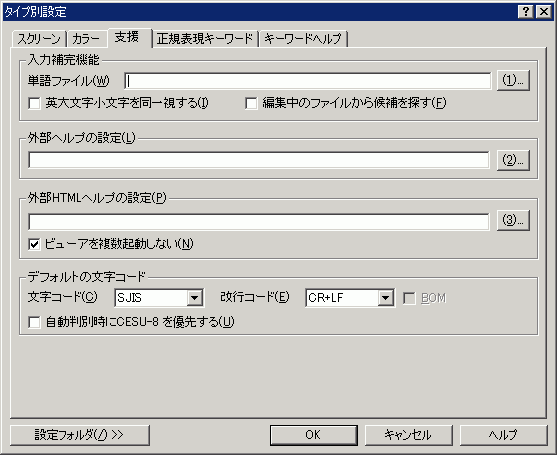 タイプ別設定
スクリーン カラー 支援 正規表現キーワード キーワードヘルプ
入力補完機能
単語ファイル(W) (1)...
英大文字小文字を同一視する(I) 編集中のファイルから候補を探す(F)
外部ヘルプの設定(L)
(2)...
外部HTMLヘルプの設定(P)
(3)...
ビューアを複数起動しない(N)
デフォルトの文字コード
文字コード(C) SJIS 改行コード(E) CR+LF BOM
自動判別時にCESU-8 を優先する(U)
設定フォルダ(/) >> OK キャンセル ヘルプ